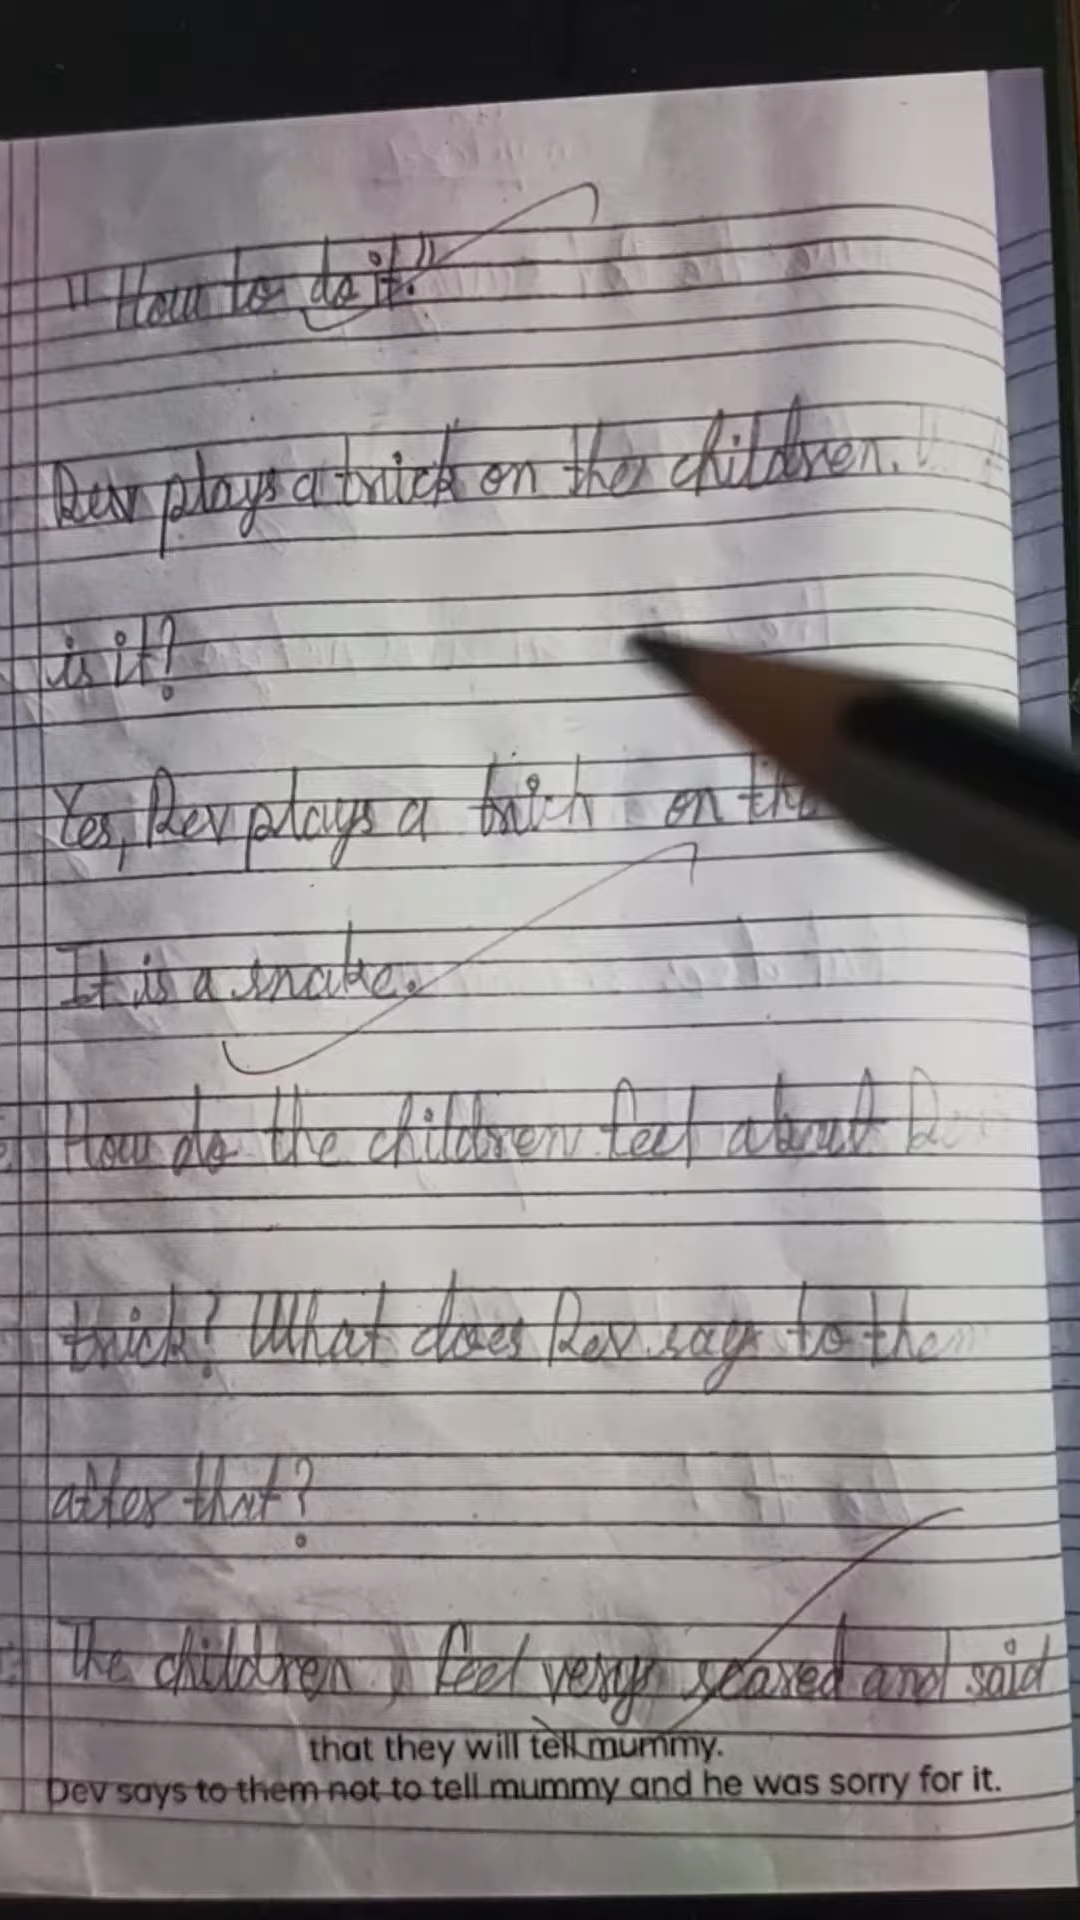 "How to do it."
Dev plays a trick on the children.
is it?
Yes, Dev plays a trick on
It is a snake.
How do the children feel about
trick? What does Dev say to them
after that?
The children, feel very scared and said
that they will tell mummy.
Dev says to them not to tell mummy and he was sorry for it.